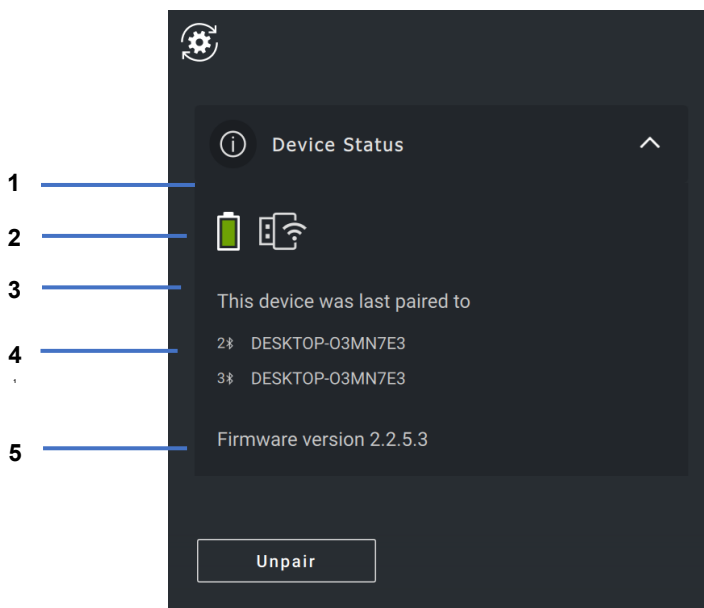 Device Status
1
2
3
This device was last paired to
2 DESKTOP-O3MN7E3
4
3 DESKTOP-O3MN7E3
Firmware version 2.2.5.3
5
Unpair